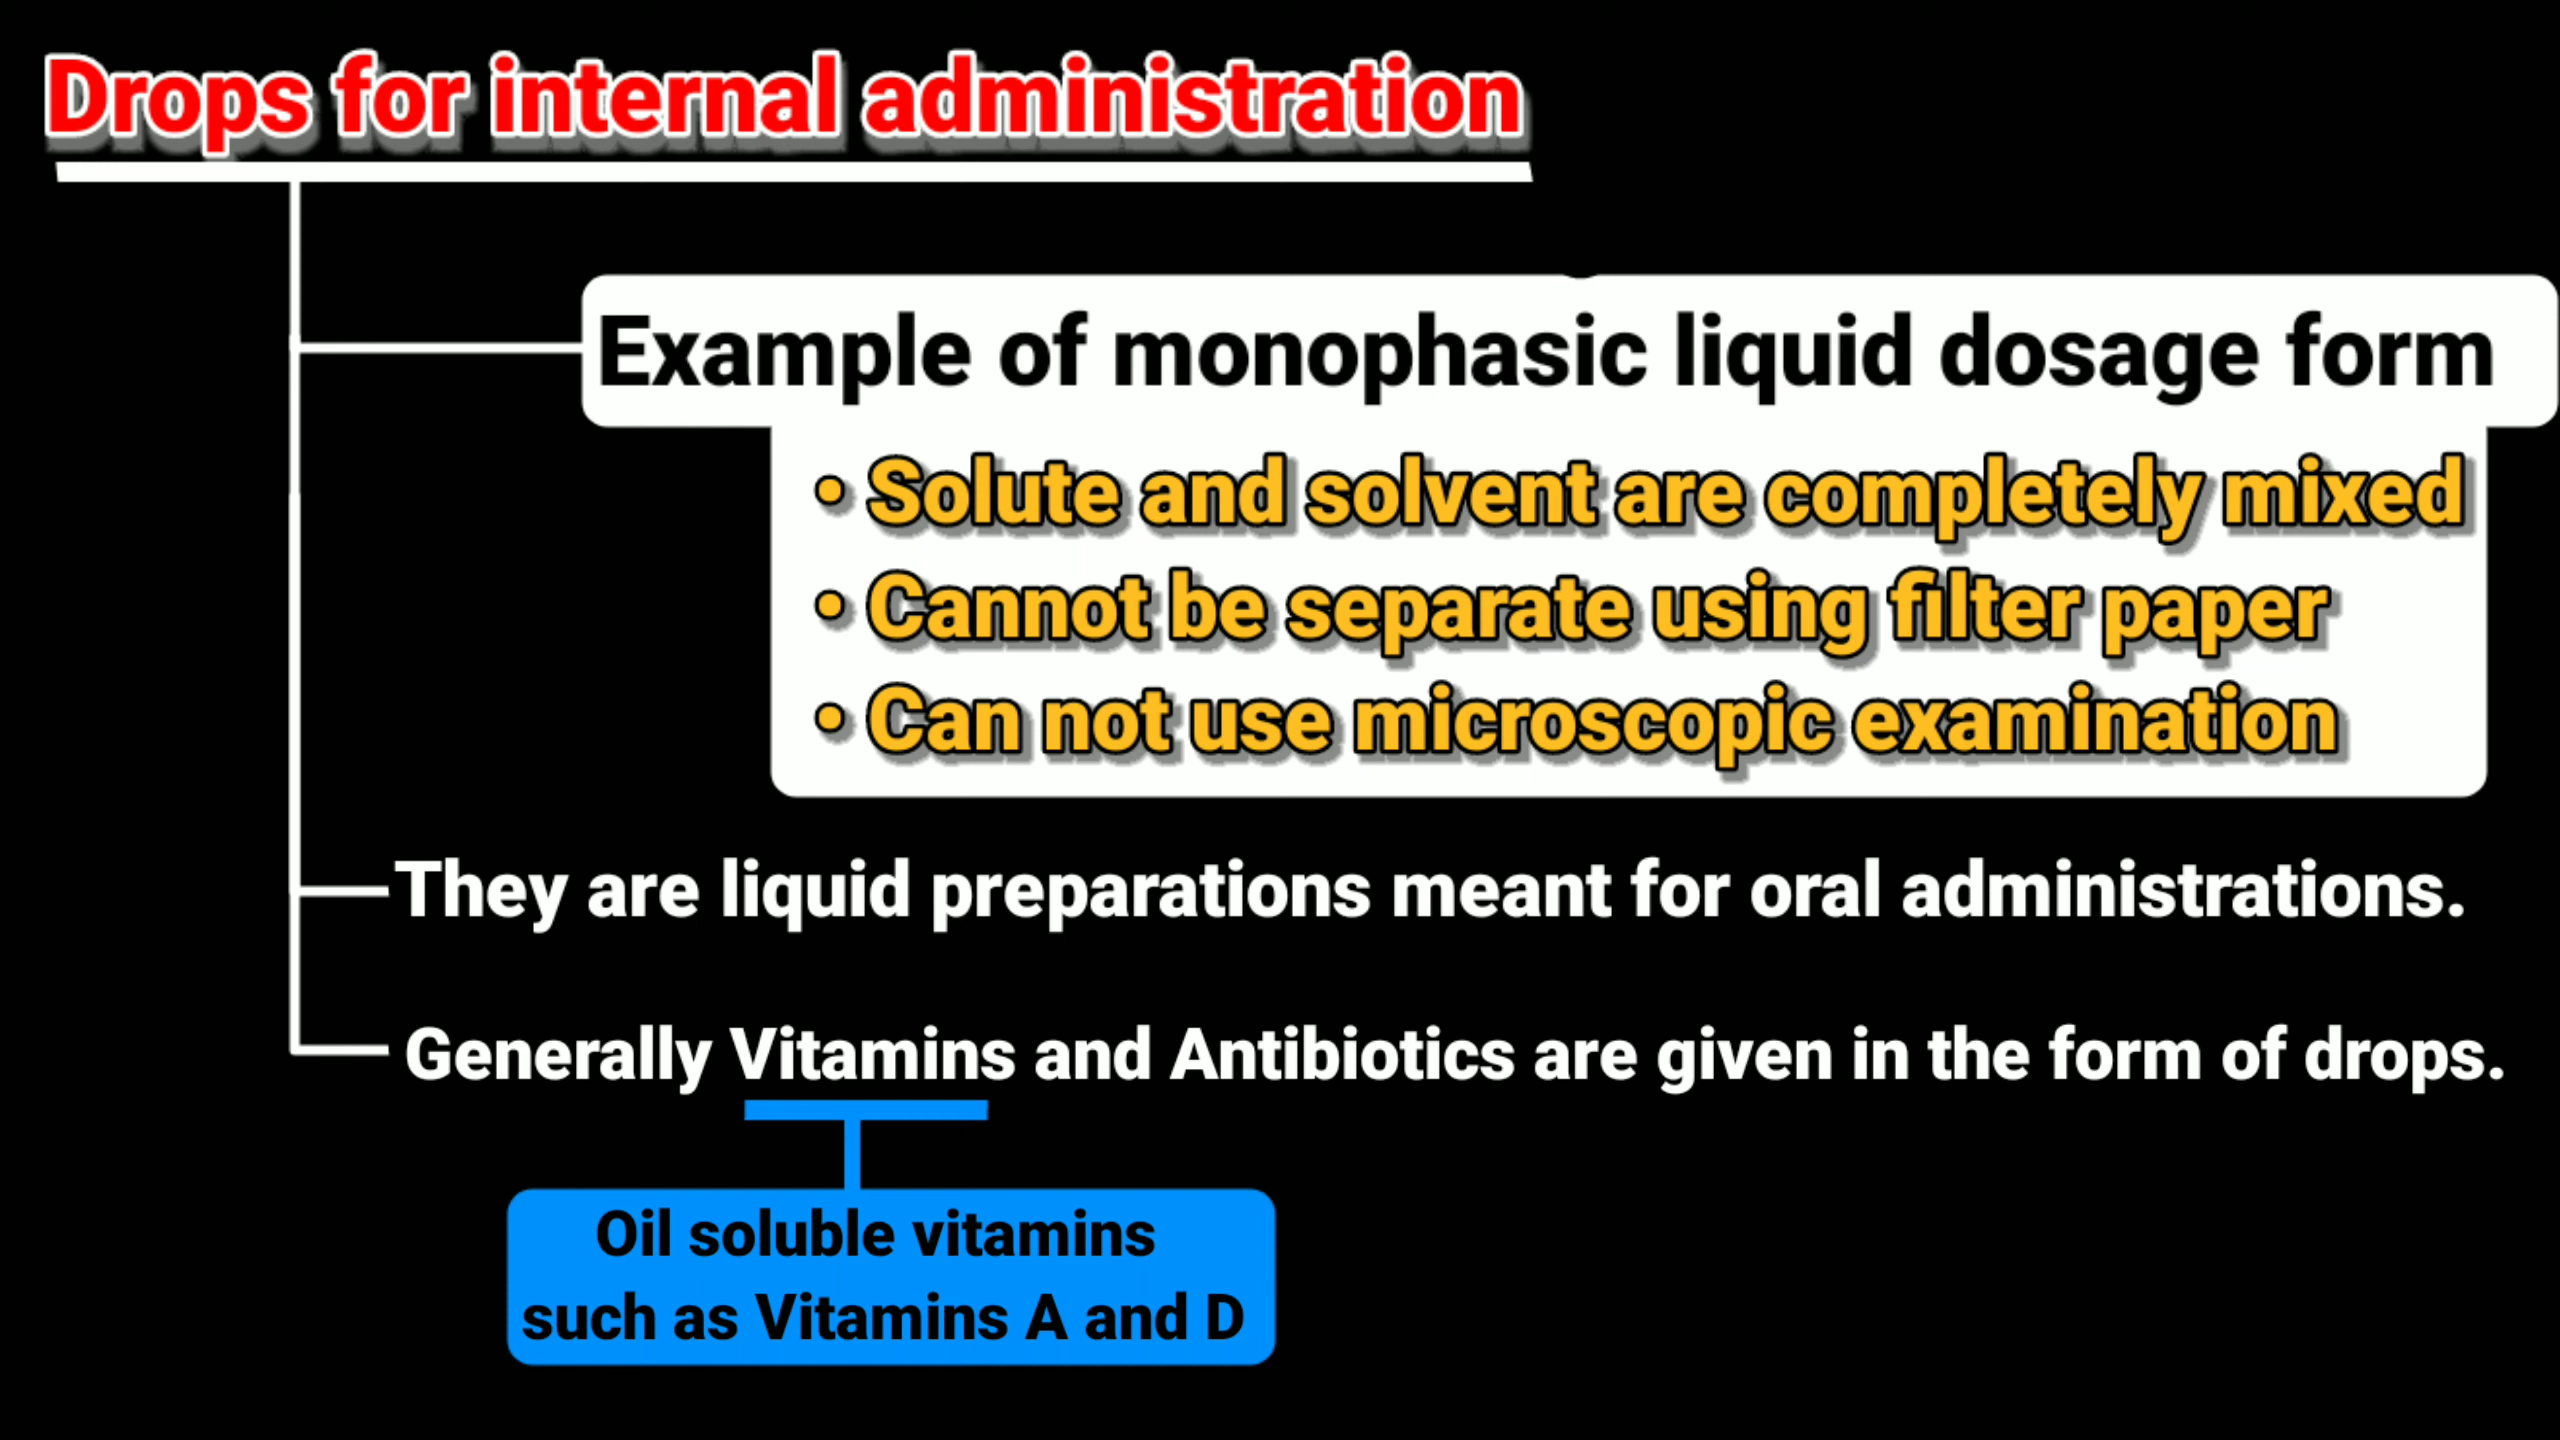 Drops for internal administration
Example of monophasic liquid dosage form
• Solute and solvent are completely mixed
• Cannot be separate using filter paper
• Can not use microscopic examination
They are liquid preparations meant for oral administrations.
Generally Vitamins and Antibiotics are given in the form of drops.
Oil soluble vitamins
such as Vitamins A and D